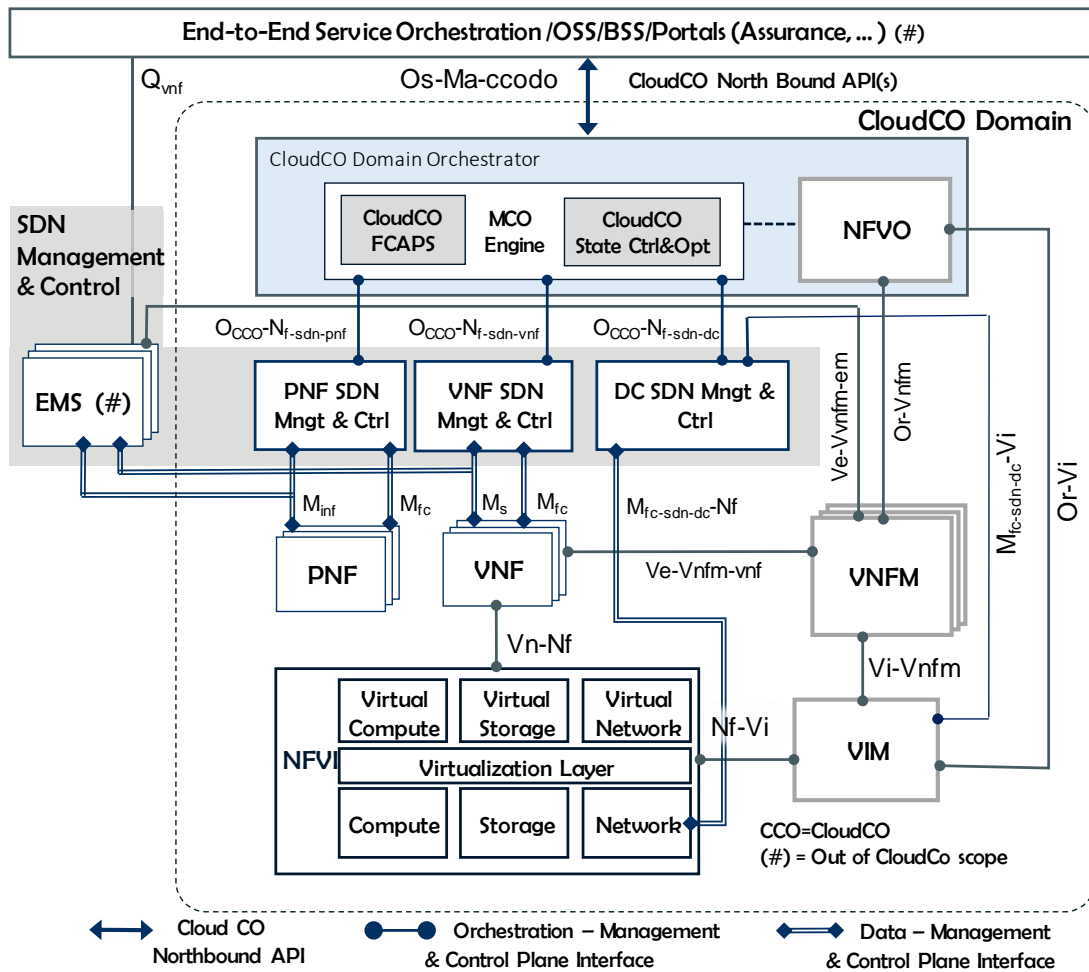 End-to-End Service Orchestration /OSS/BSS/Portals (Assurance, ... ) (#)
Qvnf
Os-Ma-ccodo
CloudCO North Bound API(s)
CloudCO Domain
CloudCO Domain Orchestrator
CloudCO
FCAPS
MCO
Engine
CloudCO
State Ctrl&Opt
NFVO
SDN
Management
& Control
OCCO-Nf-sdn-pnf
OCCO-Nf-sdn-vnf
OCCO-Nf-sdn-dc
EMS (#)
PNF SDN
Mngt & Ctrl
VNF SDN
Mngt & Ctrl
DC SDN Mngt &
Ctrl
Ve-Vvnfm-em
Or-Vnfm
Mfc-sdn-dc-Vi
Or-Vi
Minf
Mfc
Ms
Mfc
Mfc-sdn-dc-Nf
PNF
VNF
Ve-Vnfm-vnf
VNFM
Vn-Nf
Vi-Vnfm
NFVI
Virtual
Compute
Virtual
Storage
Virtual
Network
Virtualization Layer
Compute
Storage
Network
Nf-Vi
VIM
CCO=CloudCO
(#) = Out of CloudCo scope
Cloud CO
Northbound API
Orchestration – Management
& Control Plane Interface
Data – Management
& Control Plane Interface